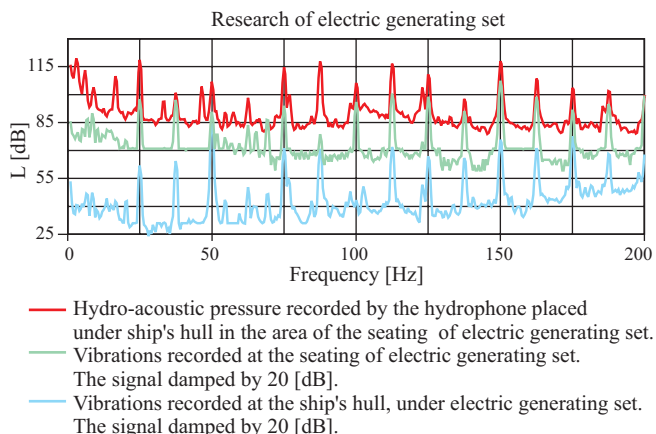 Research of electric generating set
L [dB]
115
85
55
25
0
50
100
150
200
Frequency [Hz]
Hydro-acoustic pressure recorded by the hydrophone placed
under ship's hull in the area of the seating of electric generating set.
Vibrations recorded at the seating of electric generating set.
The signal damped by 20 [dB].
Vibrations recorded at the ship's hull, under electric generating set.
The signal damped by 20 [dB].